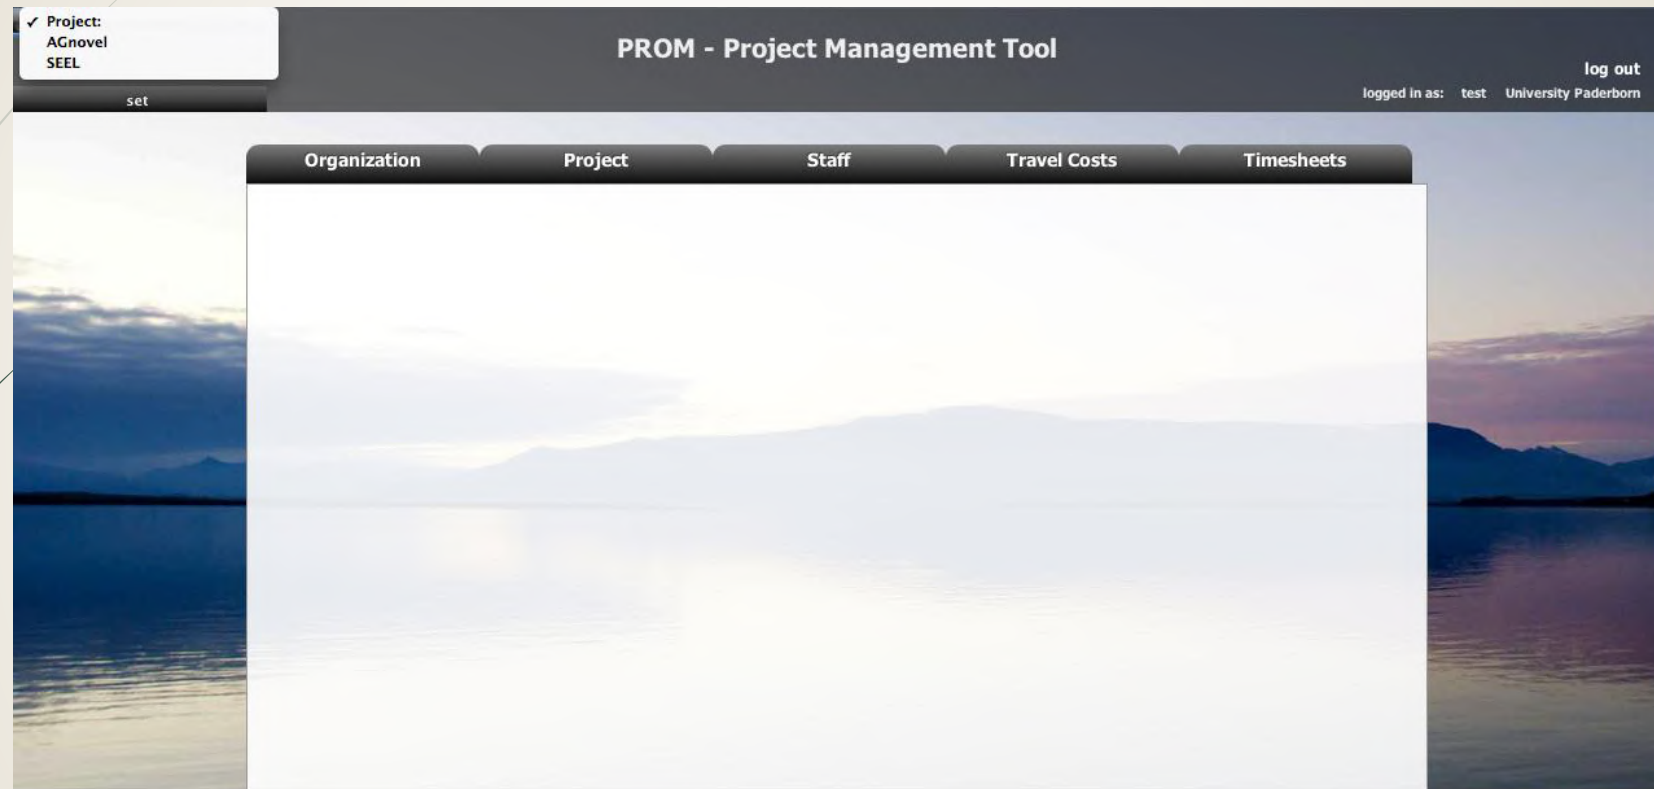 ✓ Project:
AGnovel
SEEL
set
PROM - Project Management Tool
log out
logged in as: test University Paderborn
Organization Project Staff Travel Costs Timesheets